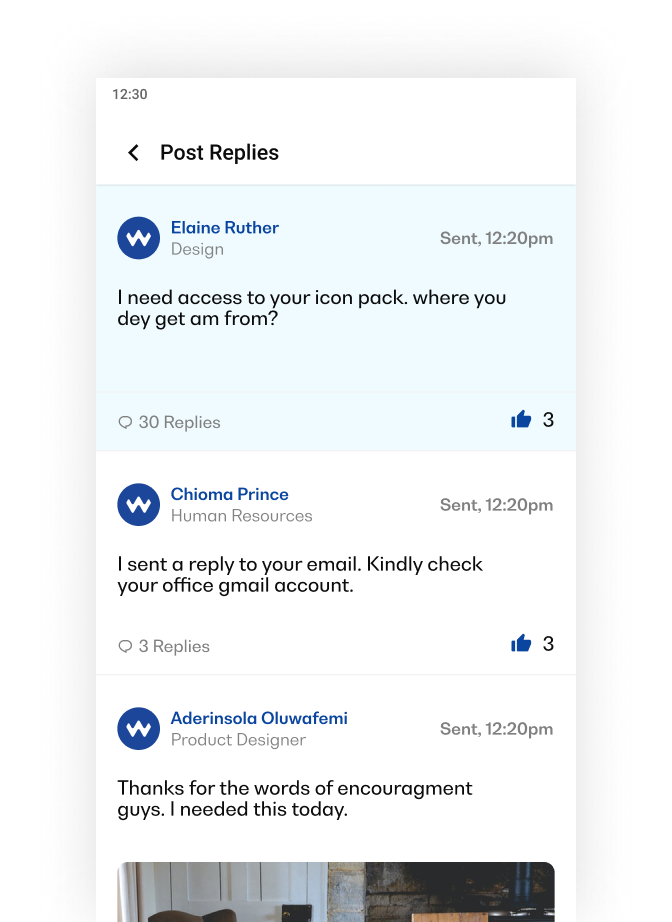 12:30
Post Replies
Elaine Ruther
Sent, 12:20pm
Design
I need access to your icon pack. where you
dey get am from?
30 Replies
3
Chioma Prince
Sent, 12:20pm
Human Resources
I sent a reply to your email. Kindly check
your office gmail account.
3 Replies
3
Aderinsola Oluwafemi
Sent, 12:20pm
Product Designer
Thanks for the words of encouragment
guys. I needed this today.